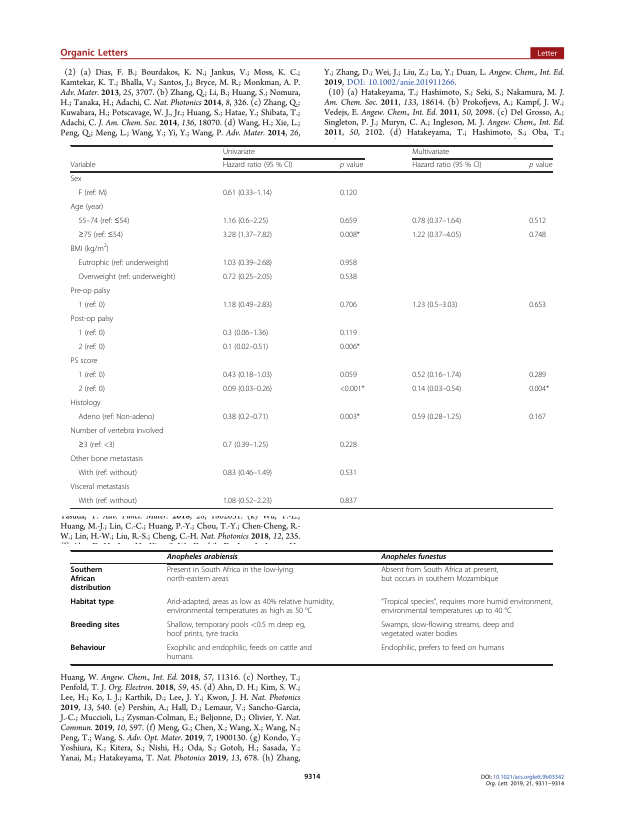 Organic Letters
Letter
(2) (a) Dias, F. B.; Bourdakos, K. N.; Jankus, V.; Moss, K. C.;
Kamtekar, K. T.; Bhalla, V.; Santos, J.; Bryce, M. R.; Monkman, A. P.
Adv. Mater. 2013, 25, 3707. (b) Zhang, Q.; Li, B.; Huang, S.; Nomura,
H.; Tanaka, H.; Adachi, C. Nat. Photonics 2014, 8, 326. (c) Zhang, Q.;
Kuwabara, H.; Potscavage, W. J., Jr.; Huang, S.; Hatae, Y.; Shibata, T.;
Adachi, C. J. Am. Chem. Soc. 2014, 136, 18070. (d) Wang, H.; Xie, L.;
Peng, Q.; Meng, L.; Wang, Y.; Yi, Y.; Wang, P. Adv. Mater. 2014, 26,
Y.; Zhang, D.; Wei, J.; Liu, Z.; Lu, Y.; Duan, L. Angew. Chem., Int. Ed.
2019, DOI: 10.1002/anie.201911266.
(10) (a) Hatakeyama, T.; Hashimoto, S.; Seki, S.; Nakamura, M. J.
Am. Chem. Soc. 2011, 133, 18614. (b) Prokofjevs, A.; Kampf, J. W.;
Vedejs, E. Angew. Chem., Int. Ed. 2011, 50, 2098. (c) Del Grosso, A.;
Singleton, P. J.; Muryn, C. A.; Ingleson, M. J. Angew. Chem., Int. Ed.
2011, 50, 2102. (d) Hatakeyama, T.; Hashimoto, S.; Oba, T.;
Univariate Multivariate
Variable Hazard ratio (95 % CI) p value Hazard ratio (95 % CI) p value
Sex
F (ref: M) 0.61 (0.33–1.14) 0.120
Age (year)
55–74 (ref: ≤54) 1.16 (0.6–2.25) 0.659 0.78 (0.37–1.64) 0.512
≥75 (ref: ≤54) 3.28 (1.37–7.82) 0.008* 1.22 (0.37–4.05) 0.748
BMI (kg/m2)
Eutrophic (ref: underweight) 1.03 (0.39–2.68) 0.958
Overweight (ref: underweight) 0.72 (0.25–2.05) 0.538
Pre-op palsy
1 (ref: 0) 1.18 (0.49–2.83) 0.706 1.23 (0.5–3.03) 0.653
Post-op palsy
1 (ref: 0) 0.3 (0.06–1.36) 0.119
2 (ref: 0) 0.1 (0.02–0.51) 0.006*
PS score
1 (ref: 0) 0.43 (0.18–1.03) 0.059 0.52 (0.16–1.74) 0.289
2 (ref: 0) 0.09 (0.03–0.26) <0.001* 0.14 (0.03–0.54) 0.004*
Histology
Adeno (ref: Non-adeno) 0.38 (0.2–0.71) 0.003* 0.59 (0.28–1.25) 0.167
Number of vertebra involved
≥3 (ref: <3) 0.7 (0.39–1.25) 0.228
Other bone metastasis
With (ref: without) 0.83 (0.46–1.49) 0.531
Visceral metastasis
With (ref: without) 1.08 (0.52–2.23) 0.837
Huang, M.-J.; Lin, C.-C.; Huang, P.-Y.; Chou, T.-Y.; Chen-Cheng, R.-
W.; Lin, H.-W.; Liu, R.-S.; Cheng, C.-H. Nat. Photonics 2018, 12, 235.
Anopheles arabiensis Anopheles funestus
Southern Present in South Africa in the low-lying Absent from South Africa at present,
African north-eastern areas but occurs in southern Mozambique
distribution
Habitat type Arid-adapted, areas as low as 40% relative humidity, "Tropical species", requires more humid environment,
environmental temperatures as high as 50 °C environmental temperatures up to 40 °C
Breeding sites Shallow, temporary pools <0.5 m deep eg, Swamps, slow-flowing streams, deep and
hoof prints, tyre tracks vegetated water bodies
Behaviour Exophilic and endophilic, feeds on cattle and Endophilic, prefers to feed on humans
humans
Huang, W. Angew. Chem., Int. Ed. 2018, 57, 11316. (c) Northey, T.;
Penfold, T. J. Org. Electron. 2018, 59, 45. (d) Ahn, D. H.; Kim, S. W.;
Lee, H.; Ko, I. J.; Karthik, D.; Lee, J. Y.; Kwon, J. H. Nat. Photonics
2019, 13, 540. (e) Pershin, A.; Hall, D.; Lemaur, V.; Sancho-Garcia,
J.-C.; Muccioli, L.; Zysman-Colman, E.; Beljonne, D.; Olivier, Y. Nat.
Commun. 2019, 10, 597. (f) Meng, G.; Chen, X.; Wang, X.; Wang, N.;
Peng, T.; Wang, S. Adv. Opt. Mater. 2019, 7, 1900130. (g) Kondo, Y.;
Yoshiura, K.; Kitera, S.; Nishi, H.; Oda, S.; Gotoh, H.; Sasada, Y.;
Yanai, M.; Hatakeyama, T. Nat. Photonics 2019, 13, 678. (h) Zhang,
9314
DOI: 10.1021/acs.orglett.9b03342
Org. Lett. 2019, 21, 9311−9314